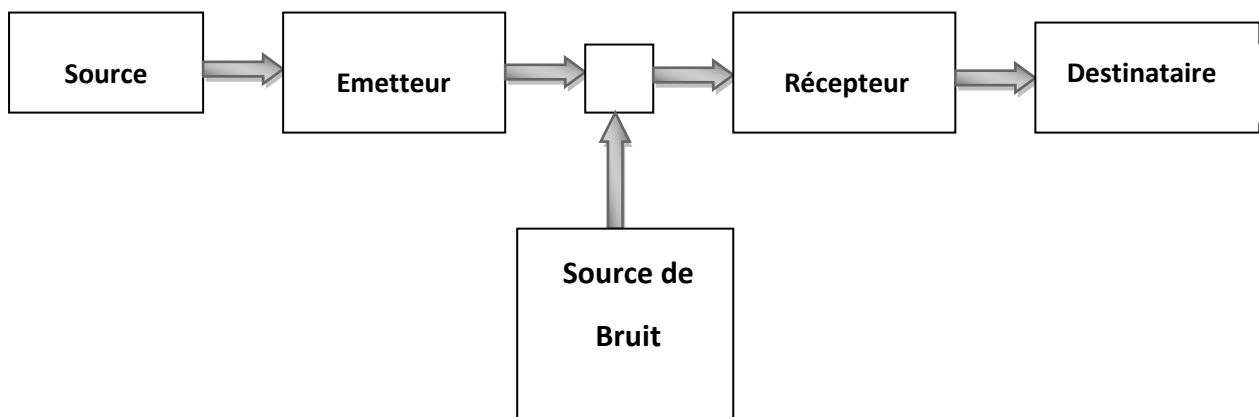 Source
Emetteur
Récepteur
Destinataire
Source de
Bruit